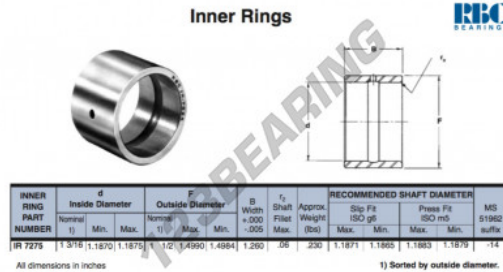 Inner Rings
RBC
BEARINGS
B
r₂
d
F
123BEARING
INNER RING PART NUMBER
d Inside Diameter
F Outside Diameter
B Width +.000 -.005
r₂ Shaft Fillet Max.
Approx. Weight (lbs)
RECOMMENDED SHAFT DIAMETER
Slip Fit ISO g6
Press Fit ISO m5
MS 51962 suffix
Nominal 1) Min. Max. Nominal 1) Max. Min. Max. Min. Max. Min.
IR 7275 1 3/16 1.1870 1.1875 1 1/2 1.4990 1.4984 1.260 .06 .230 1.1871 1.1865 1.1883 1.1879 -14
All dimensions in inches
1) Sorted by outside diameter.